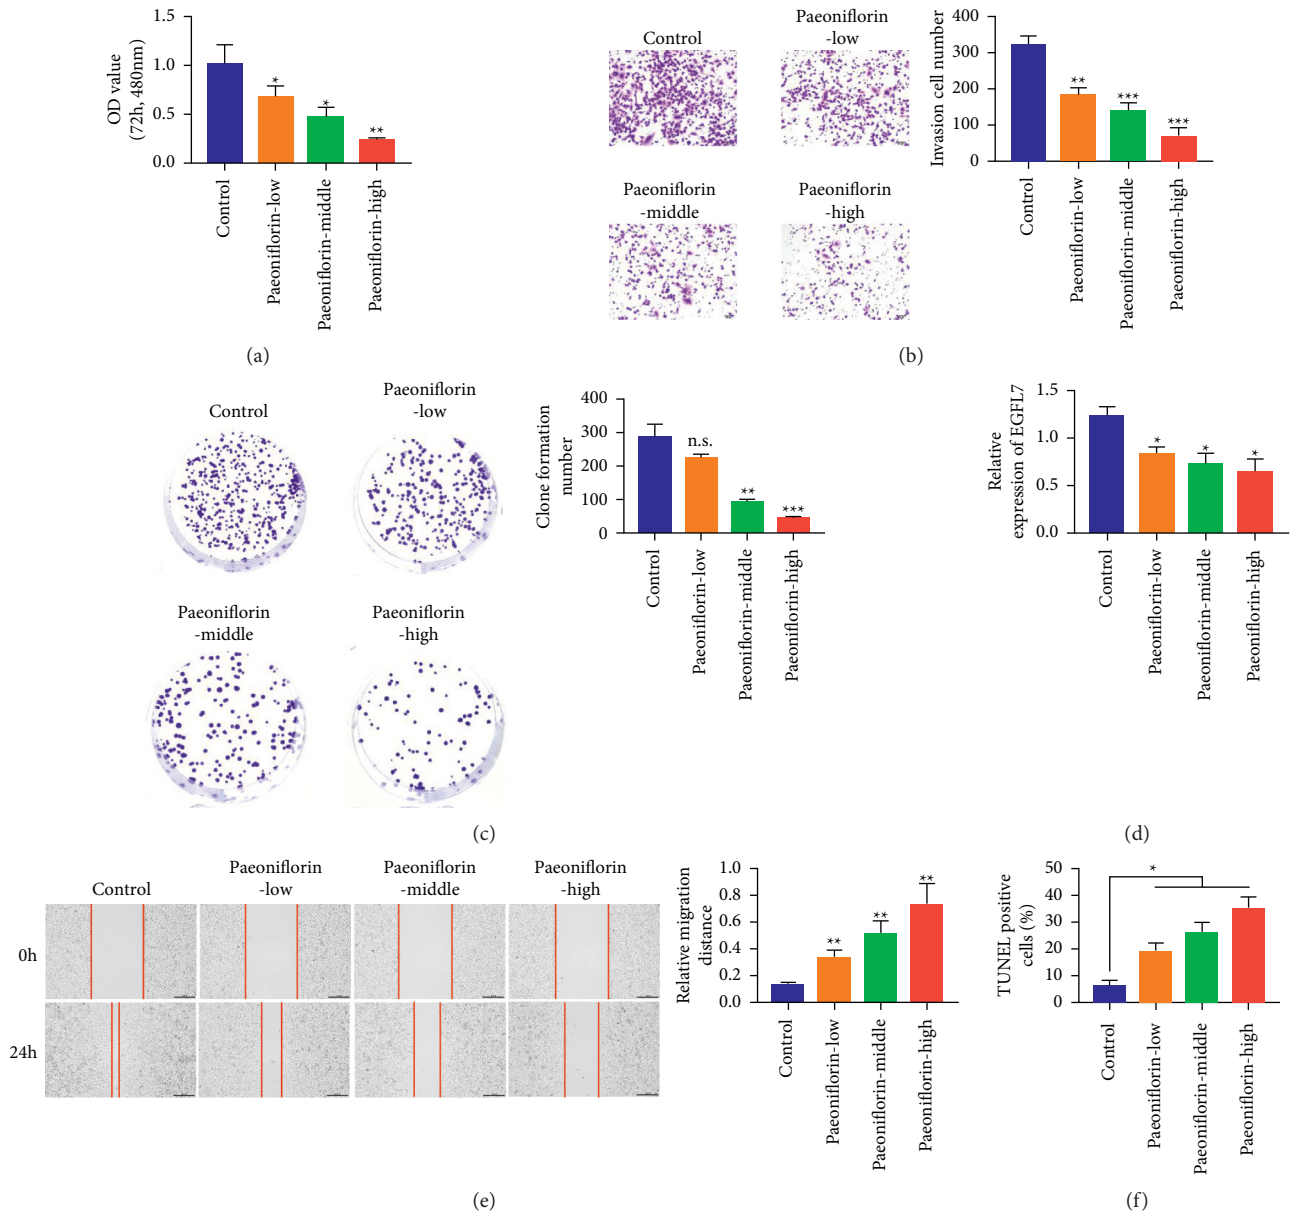 OD value
(72h, 480nm)
1.5
1.0
0.5
0.0
*
*
**
Control
Paeoniflorin-low
Paeoniflorin-middle
Paeoniflorin-high
(a)
Control
Paeoniflorin
-low
Paeoniflorin
-middle
Paeoniflorin
-high
Invasion cell number
400
300
200
100
0
**
***
***
Control
Paeoniflorin-low
Paeoniflorin-middle
Paeoniflorin-high
(b)
Control
Paeoniflorin
-low
Paeoniflorin
-middle
Paeoniflorin
-high
Clone formation
number
400
300
200
100
0
n.s.
**
***
Control
Paeoniflorin-low
Paeoniflorin-middle
Paeoniflorin-high
(c)
Relative
expression of EGFL7
1.5
1.0
0.5
0.0
*
*
*
Control
Paeoniflorin-low
Paeoniflorin-middle
Paeoniflorin-high
(d)
Control
Paeoniflorin
-low
Paeoniflorin
-middle
Paeoniflorin
-high
0h
24h
Relative migration
distance
1.0
0.8
0.6
0.4
0.2
0.0
**
**
**
Control
Paeoniflorin-low
Paeoniflorin-middle
Paeoniflorin-high
(e)
TUNEL positive
cells (%)
50
40
30
20
10
0
*
Control
Paeoniflorin-low
Paeoniflorin-middle
Paeoniflorin-high
(f)